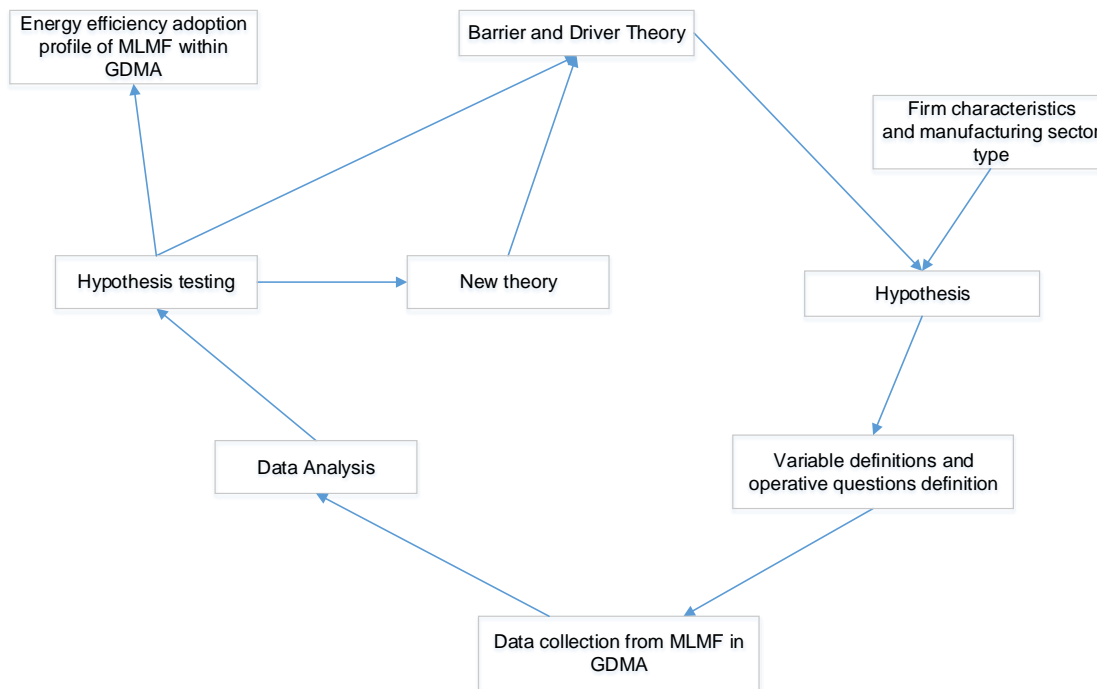 Energy efficiency adoption
profile of MLMF within
GDMA
Barrier and Driver Theory
Firm characteristics
and manufacturing sector
type
Hypothesis testing
New theory
Hypothesis
Data Analysis
Variable definitions and
operative questions definition
Data collection from MLMF in
GDMA